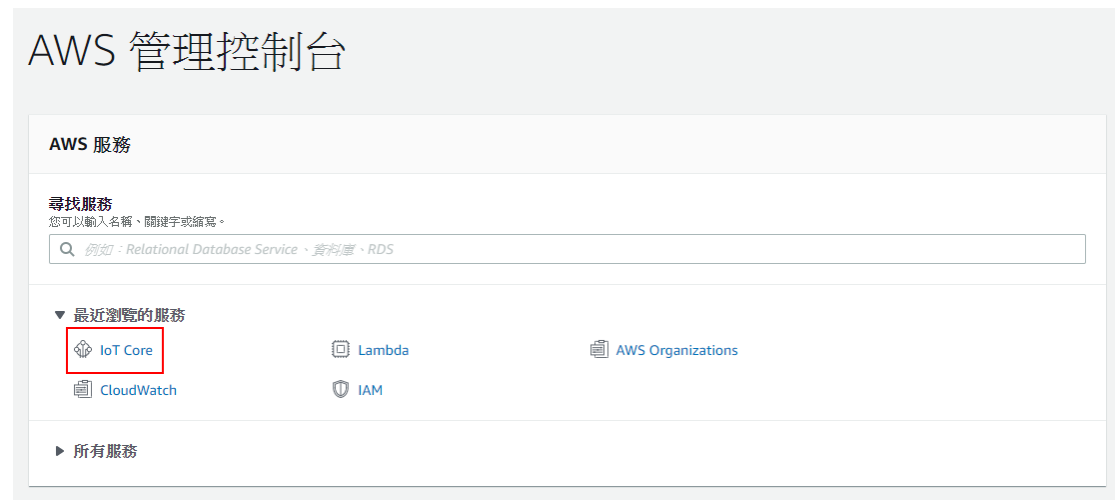 AWS 管理控制台
AWS 服務
尋找服務
您可以輸入名稱、關鍵字或縮寫。
例如：Relational Database Service、資料庫、RDS
▼ 最近瀏覽的服務
IoT Core Lambda AWS Organizations
CloudWatch IAM
▶ 所有服務